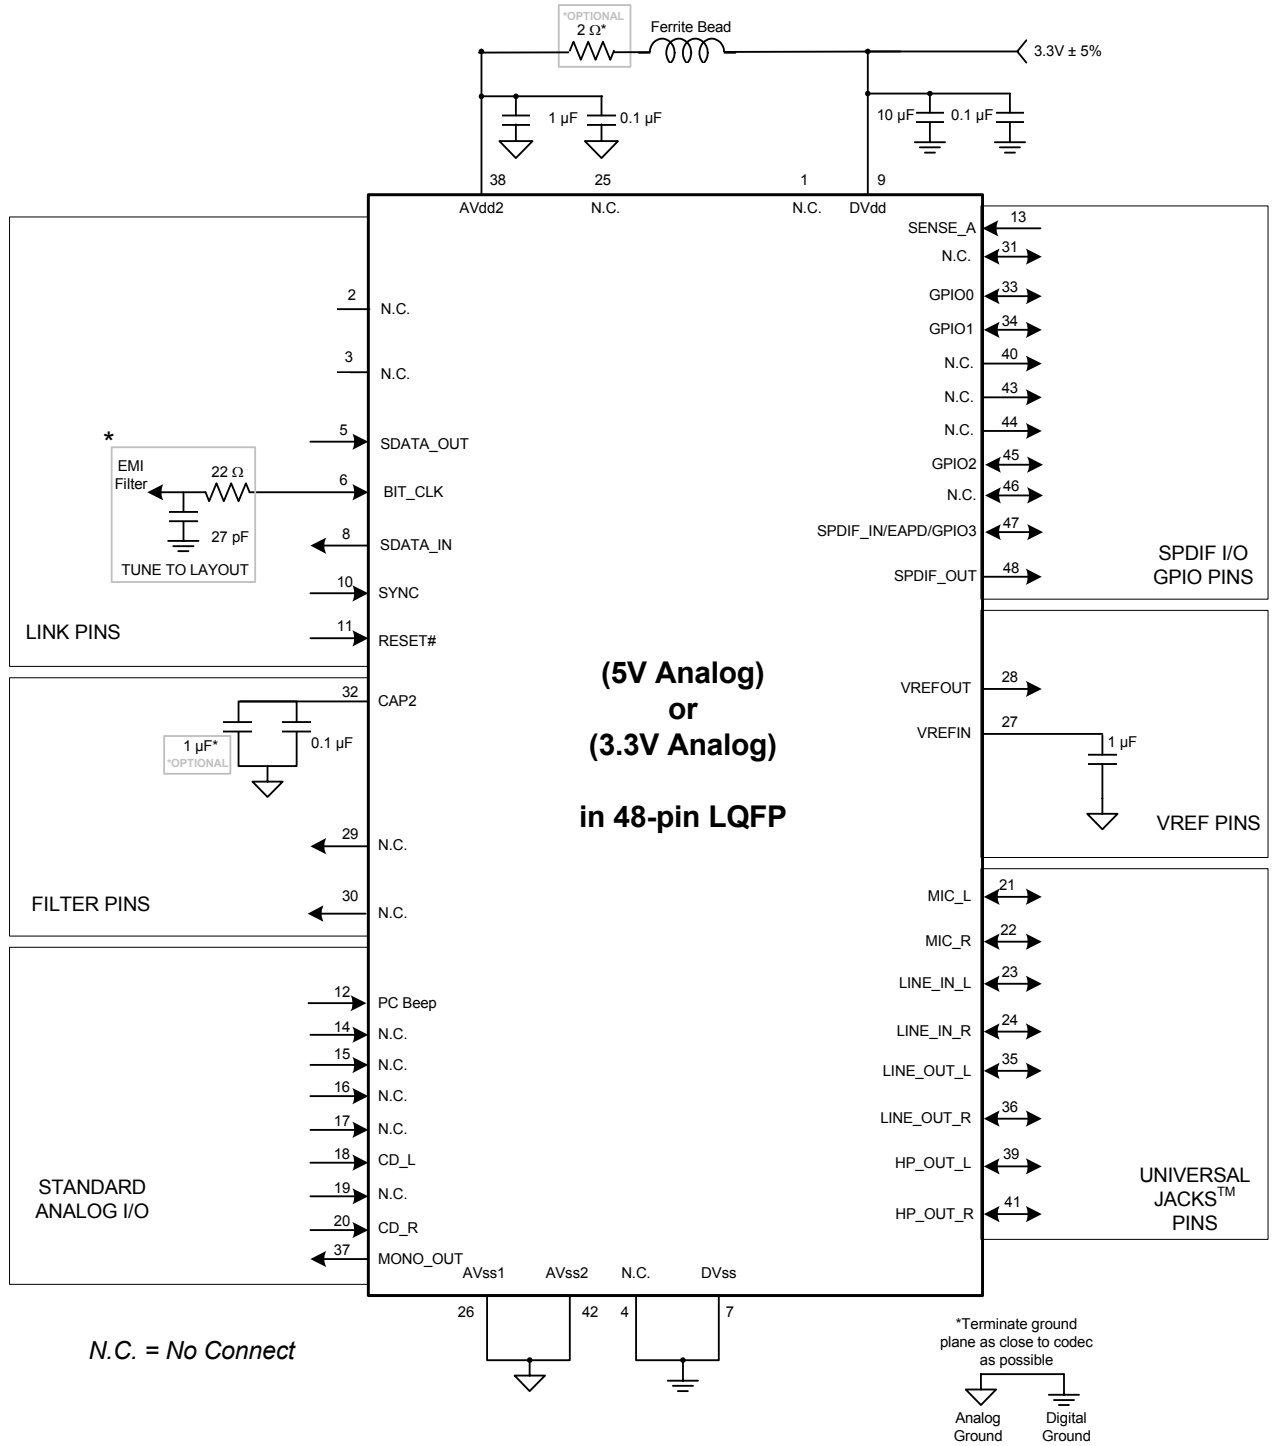 *OPTIONAL
2 Ω*
Ferrite Bead
3.3V ± 5%
1 µF
0.1 µF
10 µF
0.1 µF
38
25
1
9
AVdd2
N.C.
N.C.
DVdd
2
N.C.
3
N.C.
5
SDATA_OUT
*
EMI
Filter
22 Ω
27 pF
TUNE TO LAYOUT
6
BIT_CLK
8
SDATA_IN
10
SYNC
11
RESET#
LINK PINS
32
CAP2
1 µF*
*OPTIONAL
0.1 µF
29
N.C.
30
N.C.
FILTER PINS
12
PC Beep
14
N.C.
15
N.C.
16
N.C.
17
N.C.
18
CD_L
19
N.C.
20
CD_R
37
MONO_OUT
STANDARD
ANALOG I/O
(5V Analog)
or
(3.3V Analog)
in 48-pin LQFP
SENSE_A
13
N.C.
31
GPIO0
33
GPIO1
34
N.C.
40
N.C.
43
N.C.
44
GPIO2
45
N.C.
46
SPDIF_IN/EAPD/GPIO3
47
SPDIF_OUT
48
SPDIF I/O
GPIO PINS
VREFOUT
28
VREFIN
27
1 µF
VREF PINS
MIC_L
21
MIC_R
22
LINE_IN_L
23
LINE_IN_R
24
LINE_OUT_L
35
LINE_OUT_R
36
HP_OUT_L
39
HP_OUT_R
41
UNIVERSAL
JACKS™
PINS
AVss1
AVss2
N.C.
DVss
26
42
4
7
N.C. = No Connect
*Terminate ground
plane as close to codec
as possible
Analog
Ground
Digital
Ground